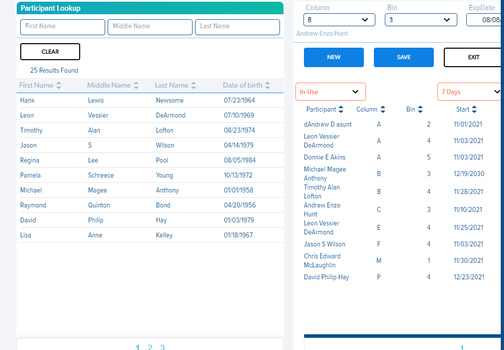 Participant Lookup
First Name Middle Name Last Name
CLEAR
25 Results Found
First Name Middle Name Last Name Date of birth
Hank Lewis Newsome 07/23/1964
Leon Vessier DeArmond 07/10/1969
Timothy Alan Lofton 08/23/1974
Jason S Wilson 04/14/1979
Regina Lee Pool 08/05/1984
Pamela Schreece Young 10/13/1972
Michael Magee Anthony 01/01/1958
Raymond Quinton Bond 04/20/1956
David Philip Hay 01/03/1979
Lisa Anne Kelley 01/18/1967
1 2 3
Column Bin ExpDate
B 3 08/08/
Andrew Enzo Hunt
NEW SAVE EXIT
In-Use 7 Days
Participant Column Bin Start
dAndrew D asunt A 2 11/01/2021
Leon Vessier
DeArmond A 4 11/03/2021
Donnie E Akins A 5 11/03/2021
Michael Magee
Anthony B 3 12/19/2030
Timothy Alan
Lofton B 4 11/28/2021
Andrew Enzo
Hunt C 3 11/10/2021
Leon Vessier
DeArmond E 4 11/25/2021
Jason S Wilson F 4 11/03/2021
Chris Edward
McLaughlin M 1 11/30/2021
David Philip Hay P 4 12/23/2021
1